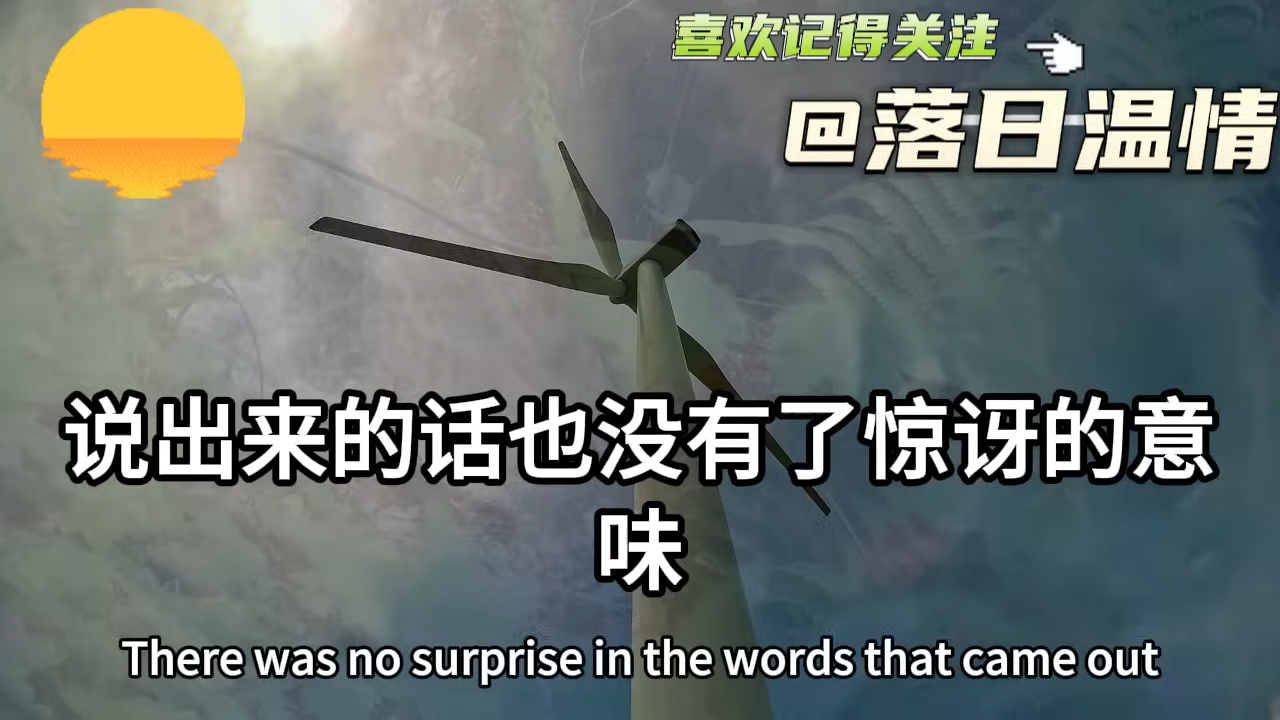 喜欢记得关注
@落日温情
说出来的话也没有了惊讶的意
味
There was no surprise in the words that came out